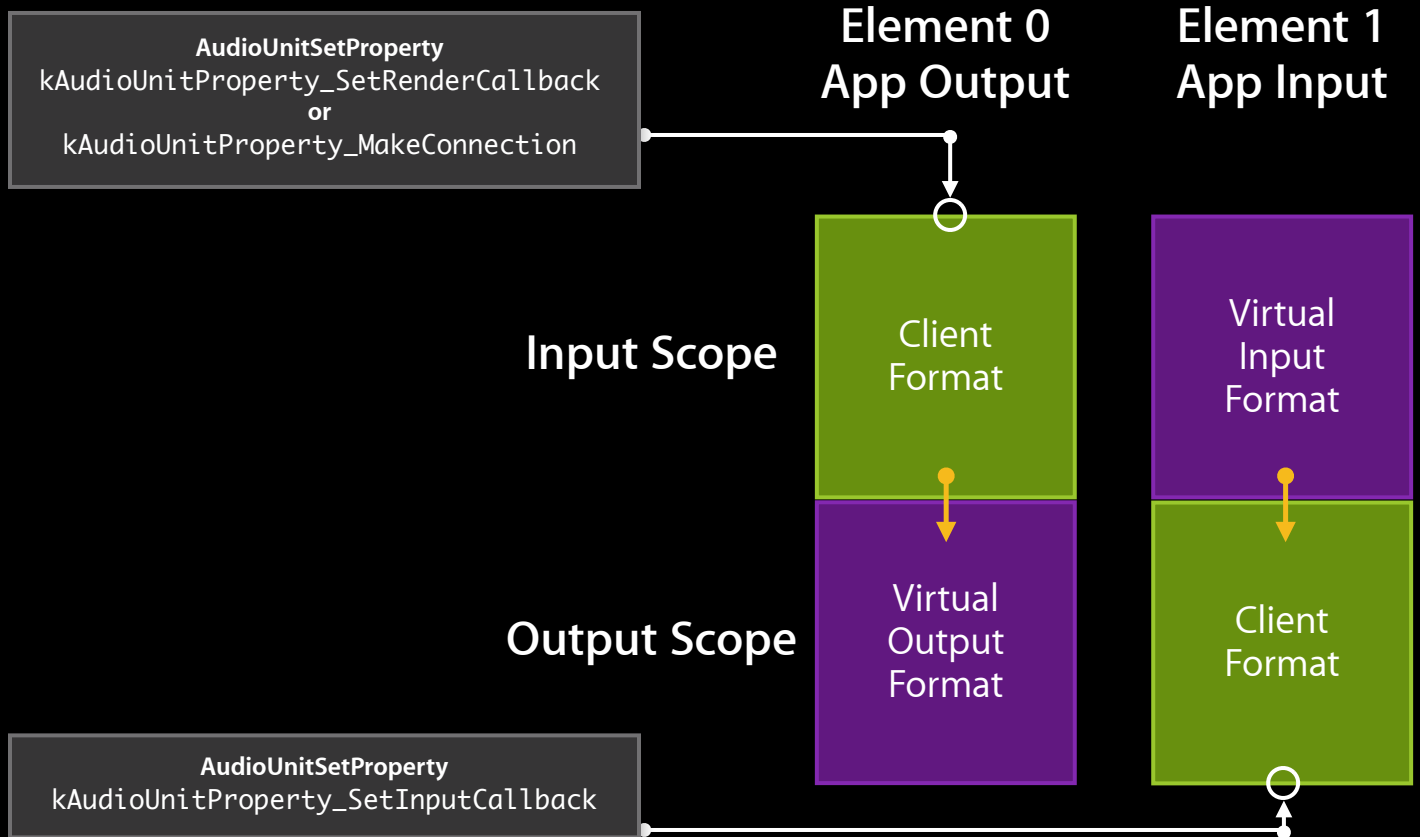 AudioUnitSetProperty
kAudioUnitProperty_SetRenderCallback
or
kAudioUnitProperty_MakeConnection
Element 0
App Output
Element 1
App Input
Input Scope
Client
Format
Virtual
Input
Format
Output Scope
Virtual
Output
Format
Client
Format
AudioUnitSetProperty
kAudioUnitProperty_SetInputCallback